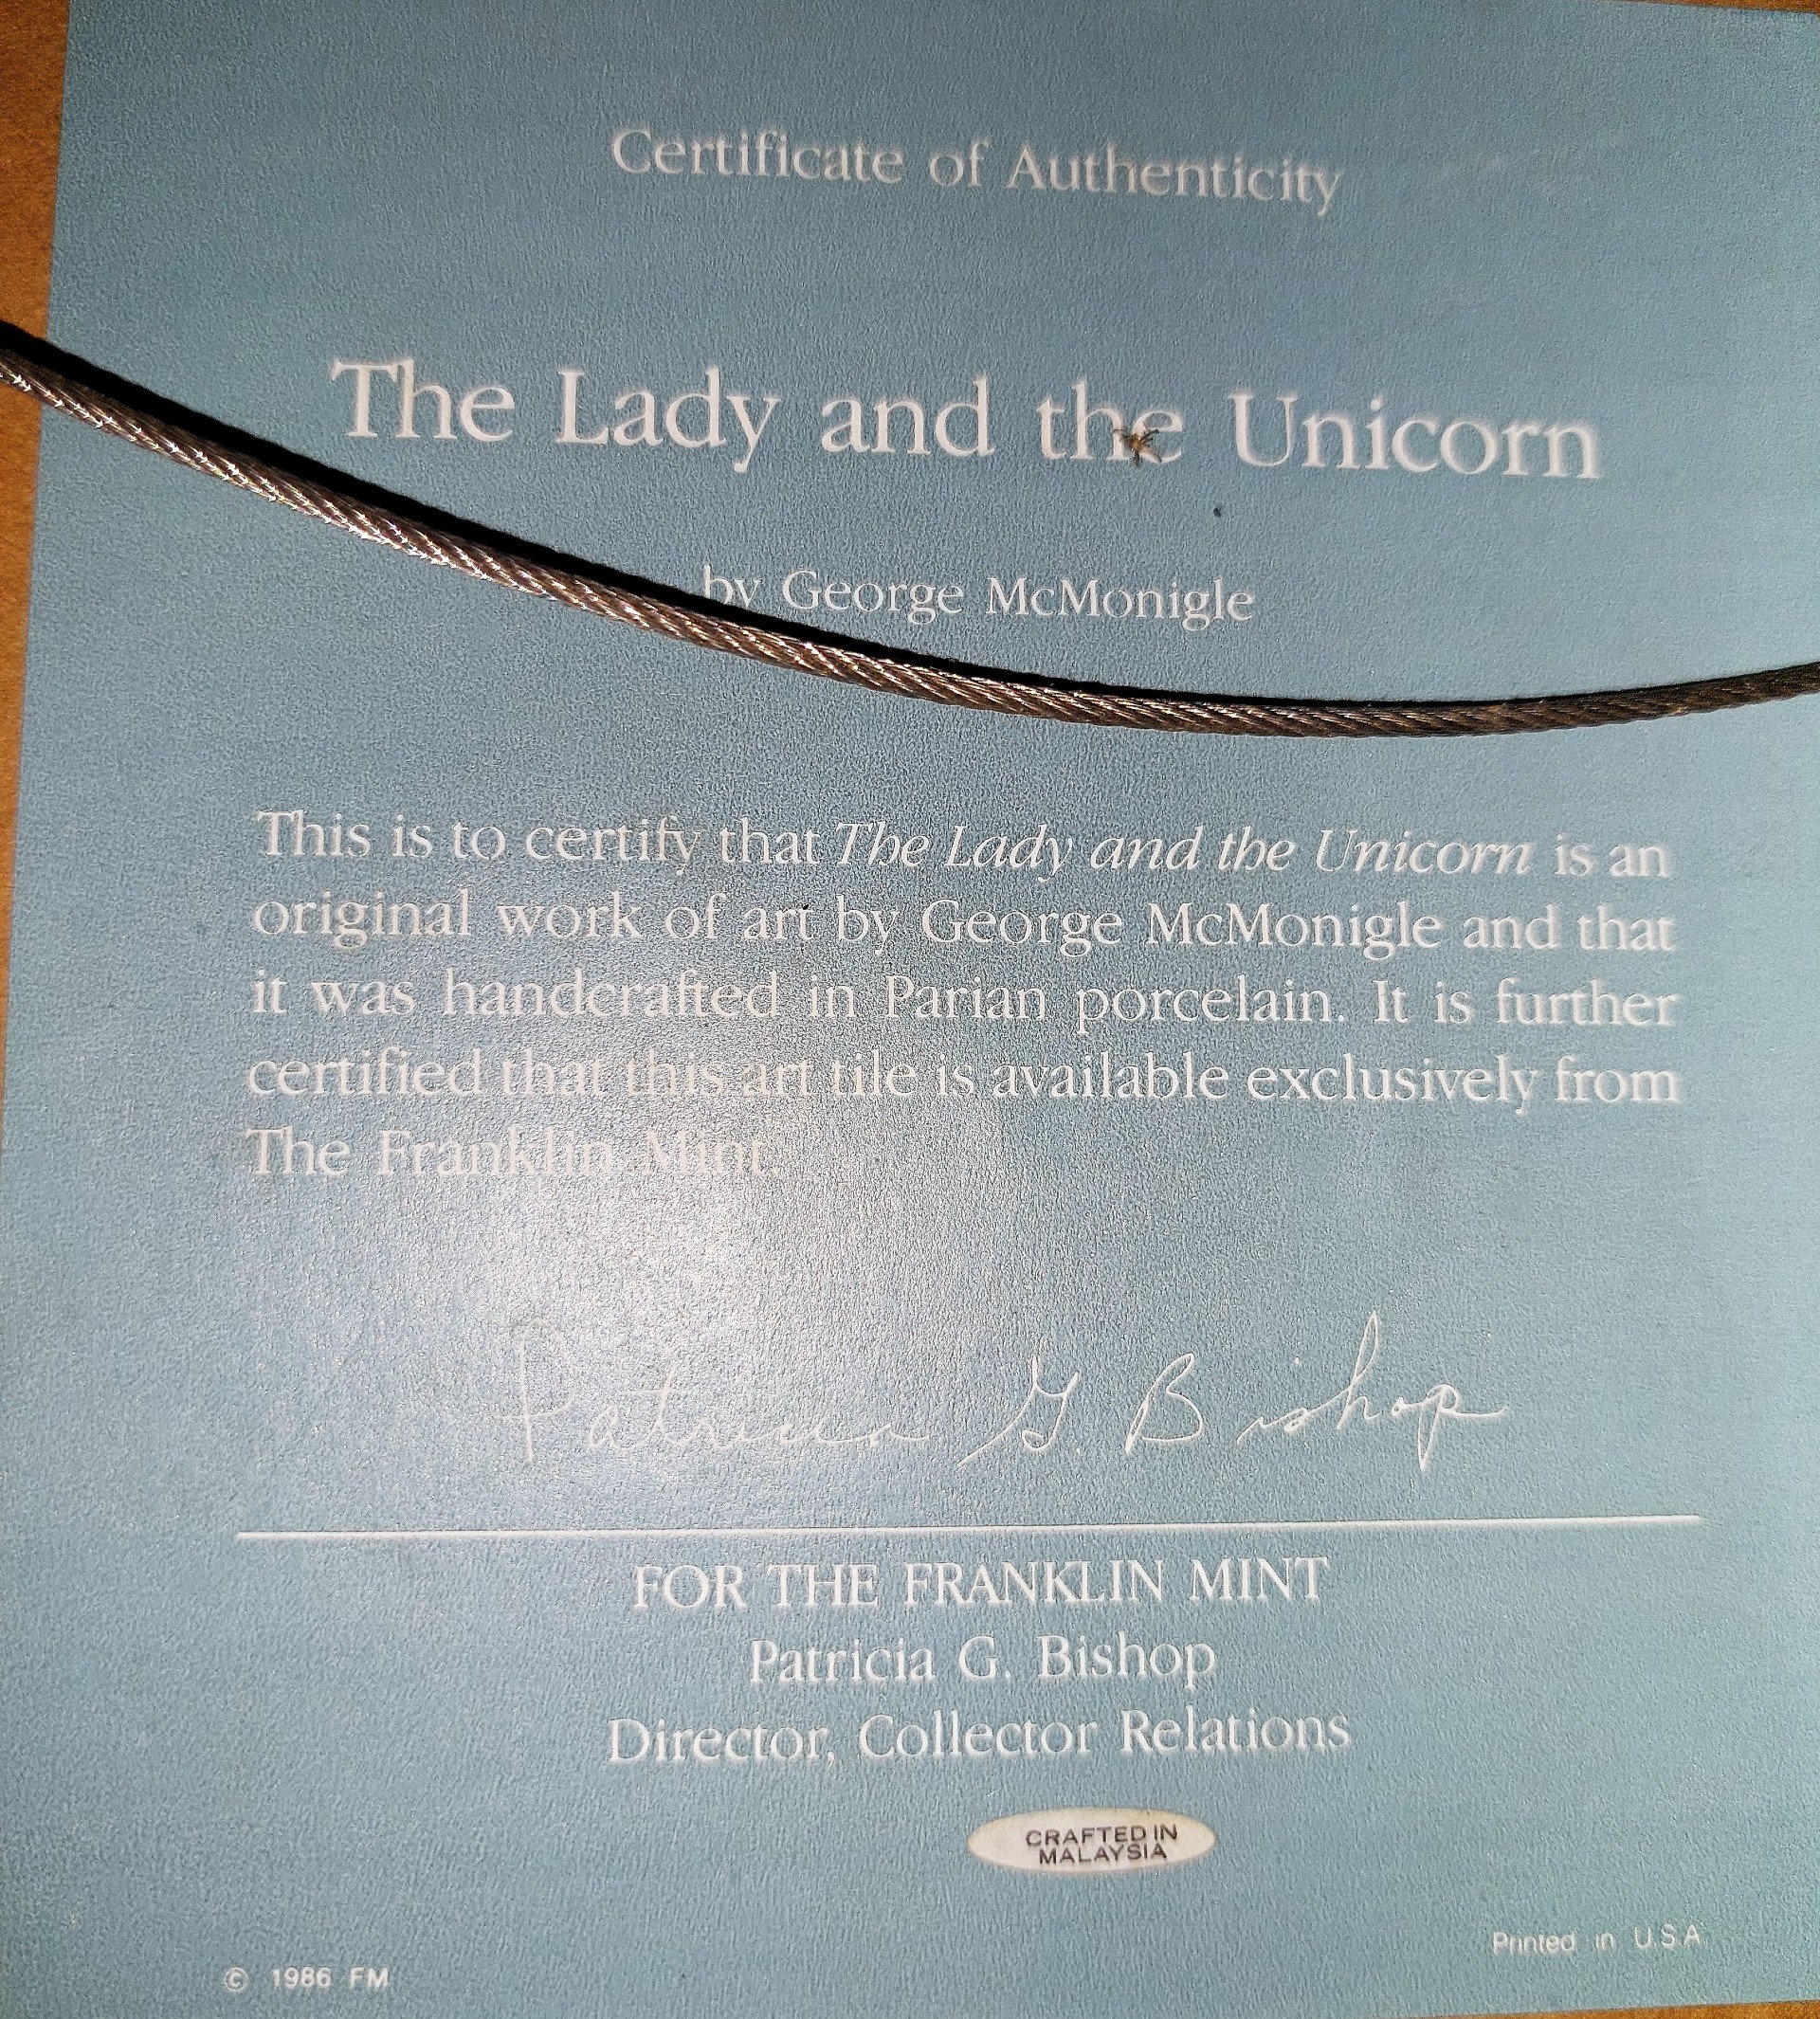 Certificate of Authenticity
The Lady and the Unicorn
by George McMonigle
This is to certify that The Lady and the Unicorn is an
original work of art by George McMonigle and that
it was handcrafted in Parian porcelain. It is further
certified that this art tile is available exclusively from
The Franklin Mint.
Patricia G. Bishop
FOR THE FRANKLIN MINT
Patricia G. Bishop
Director, Collector Relations
CRAFTED IN
MALAYSIA
Printed in U.S.A.
© 1986 FM